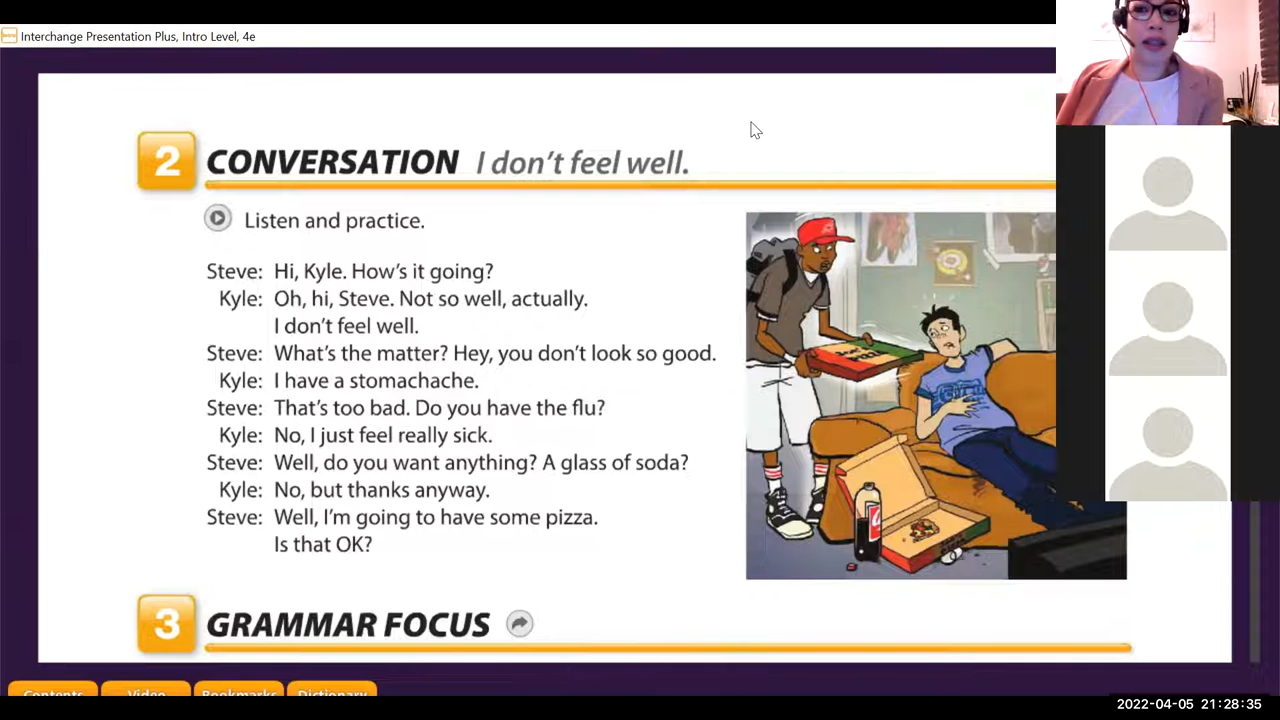 Interchange Presentation Plus, Intro Level, 4e
2 CONVERSATION I don't feel well.
Listen and practice.
Steve: Hi, Kyle. How's it going?
Kyle: Oh, hi, Steve. Not so well, actually.
I don't feel well.
Steve: What's the matter? Hey, you don't look so good.
Kyle: I have a stomachache.
Steve: That's too bad. Do you have the flu?
Kyle: No, I just feel really sick.
Steve: Well, do you want anything? A glass of soda?
Kyle: No, but thanks anyway.
Steve: Well, I'm going to have some pizza.
Is that OK?
3 GRAMMAR FOCUS
Contents Video Bookmarks Dictionary
2022-04-05 21:28:35